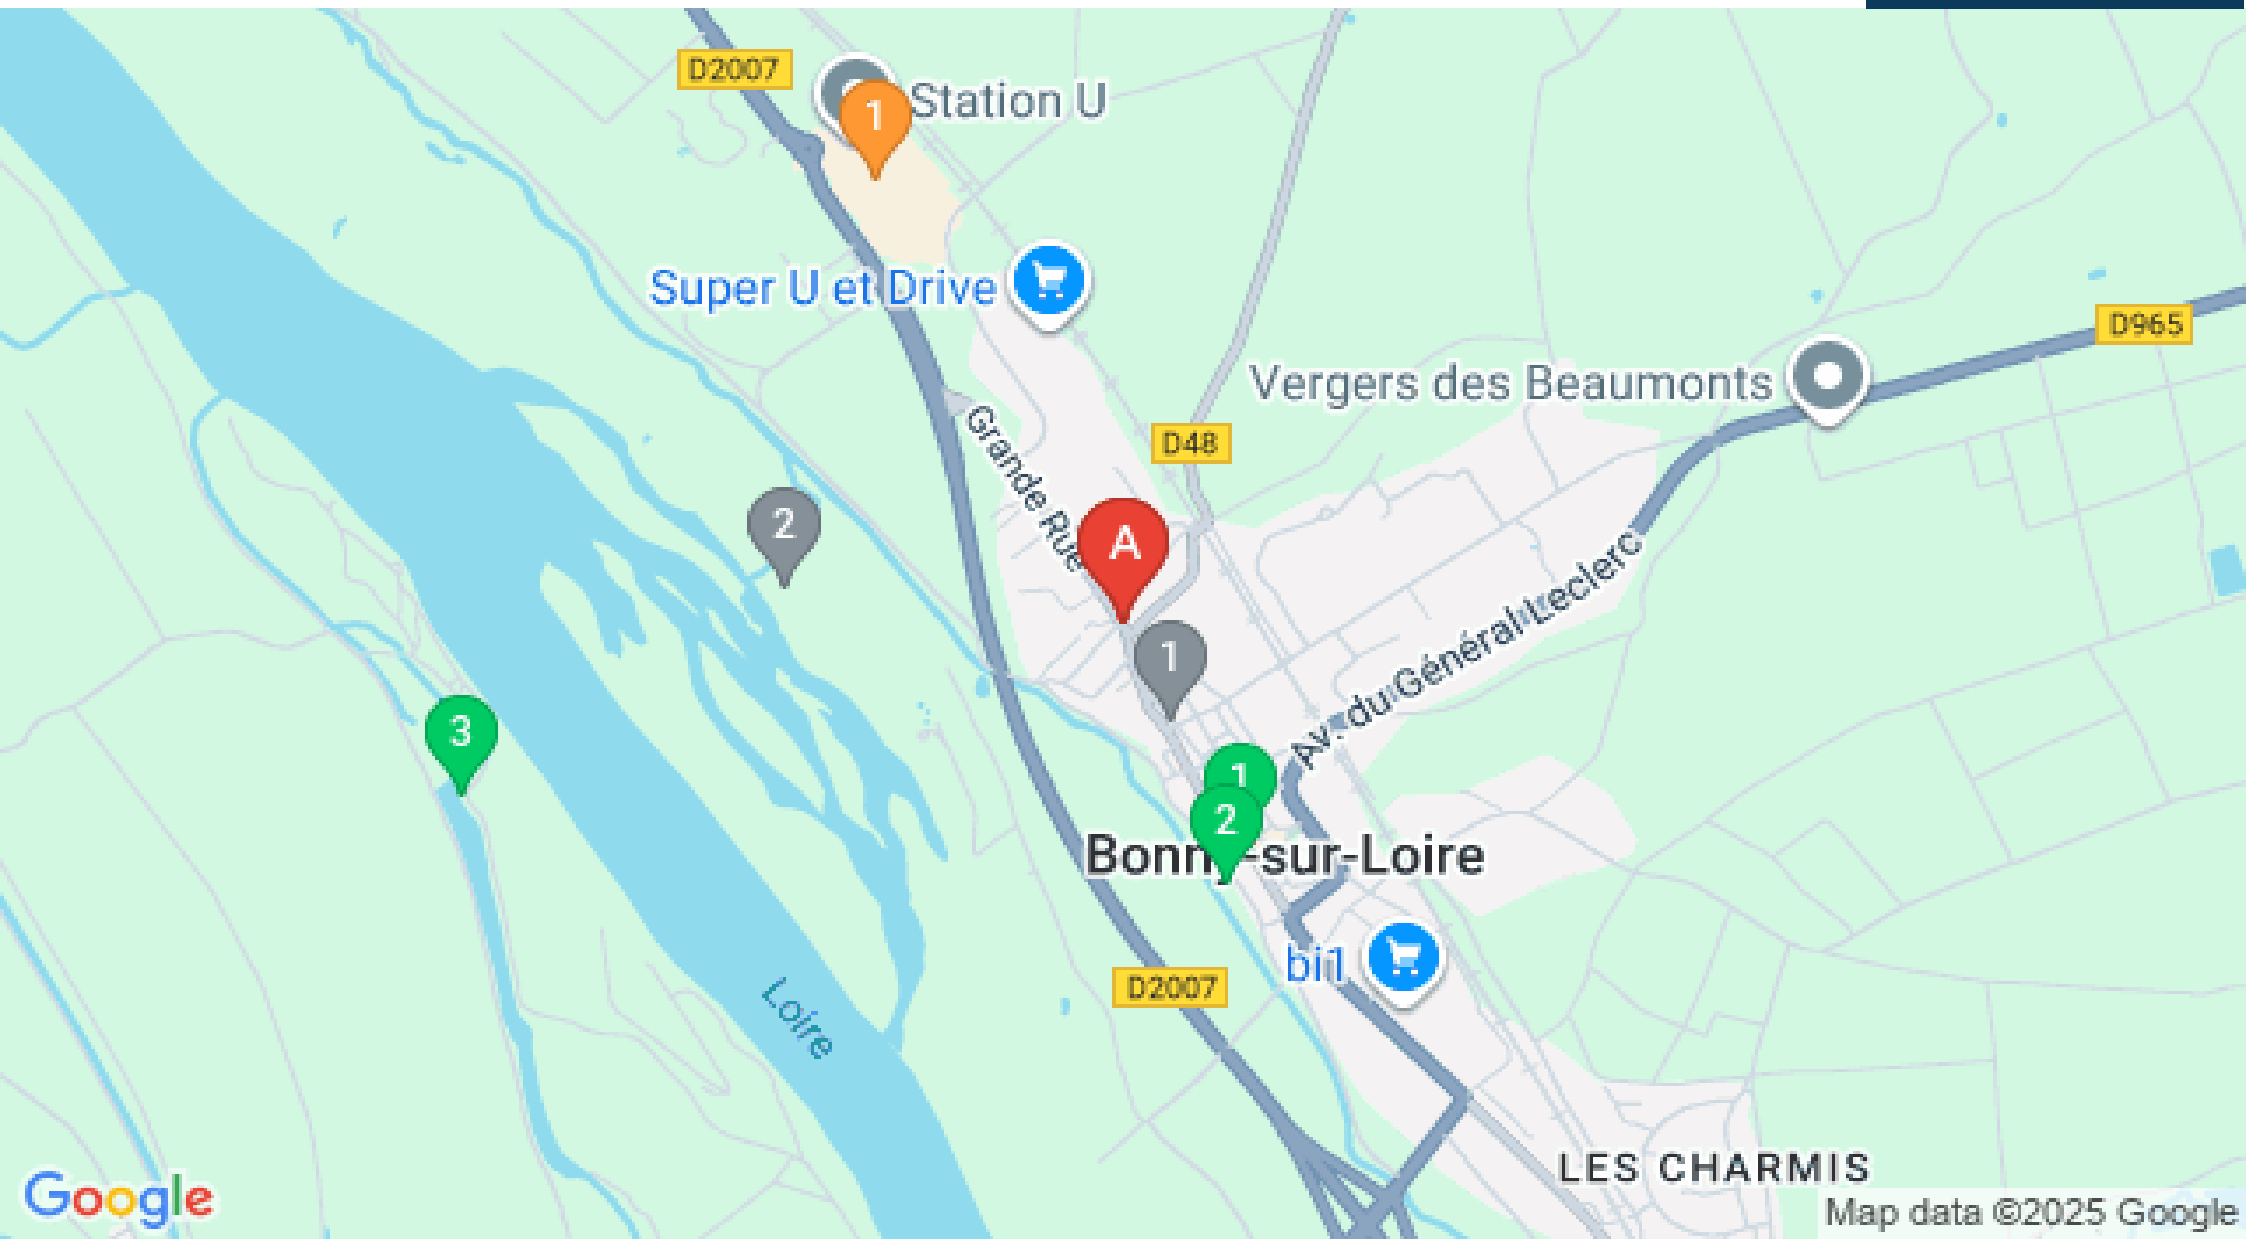 D2007
Station U
1
Super U et Drive
D965
Vergers des Beaumonts
Grande Rue
D48
2
A
Av. du Général Leclerc
1
3
1
2
Bonny-sur-Loire
bi1
D2007
Loire
LES CHARMIS
Google
Map data ©2025 Google